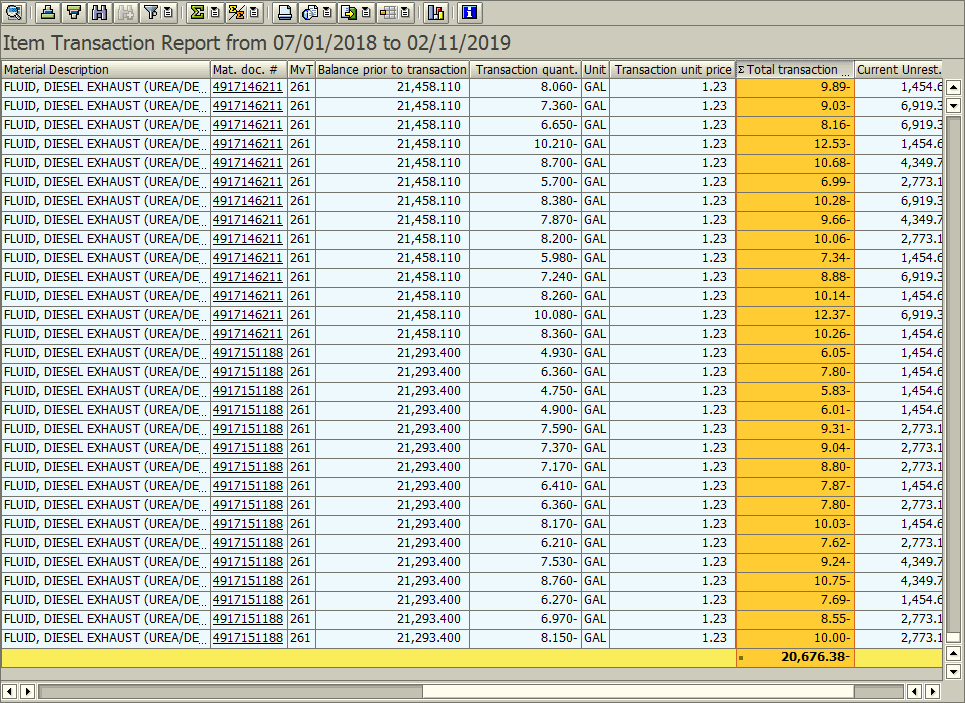 Item Transaction Report from 07/01/2018 to 02/11/2019
Material Description Mat. doc. # MvT Balance prior to transaction Transaction quant. Unit Transaction unit price Σ Total transaction ... Current Unrest.
FLUID, DIESEL EXHAUST (UREA/DE... 4917146211 261 21,458.110 8.060- GAL 1.23 9.89- 1,454.6
FLUID, DIESEL EXHAUST (UREA/DE... 4917146211 261 21,458.110 7.360- GAL 1.23 9.03- 6,919.3
FLUID, DIESEL EXHAUST (UREA/DE... 4917146211 261 21,458.110 6.650- GAL 1.23 8.16- 6,919.3
FLUID, DIESEL EXHAUST (UREA/DE... 4917146211 261 21,458.110 10.210- GAL 1.23 12.53- 1,454.6
FLUID, DIESEL EXHAUST (UREA/DE... 4917146211 261 21,458.110 8.700- GAL 1.23 10.68- 4,349.7
FLUID, DIESEL EXHAUST (UREA/DE... 4917146211 261 21,458.110 5.700- GAL 1.23 6.99- 2,773.1
FLUID, DIESEL EXHAUST (UREA/DE... 4917146211 261 21,458.110 8.380- GAL 1.23 10.28- 6,919.3
FLUID, DIESEL EXHAUST (UREA/DE... 4917146211 261 21,458.110 7.870- GAL 1.23 9.66- 4,349.7
FLUID, DIESEL EXHAUST (UREA/DE... 4917146211 261 21,458.110 8.200- GAL 1.23 10.06- 2,773.1
FLUID, DIESEL EXHAUST (UREA/DE... 4917146211 261 21,458.110 5.980- GAL 1.23 7.34- 1,454.6
FLUID, DIESEL EXHAUST (UREA/DE... 4917146211 261 21,458.110 7.240- GAL 1.23 8.88- 6,919.3
FLUID, DIESEL EXHAUST (UREA/DE... 4917146211 261 21,458.110 8.260- GAL 1.23 10.14- 1,454.6
FLUID, DIESEL EXHAUST (UREA/DE... 4917146211 261 21,458.110 10.080- GAL 1.23 12.37- 6,919.3
FLUID, DIESEL EXHAUST (UREA/DE... 4917146211 261 21,458.110 8.360- GAL 1.23 10.26- 1,454.6
FLUID, DIESEL EXHAUST (UREA/DE... 4917151188 261 21,293.400 4.930- GAL 1.23 6.05- 1,454.6
FLUID, DIESEL EXHAUST (UREA/DE... 4917151188 261 21,293.400 6.360- GAL 1.23 7.80- 1,454.6
FLUID, DIESEL EXHAUST (UREA/DE... 4917151188 261 21,293.400 4.750- GAL 1.23 5.83- 1,454.6
FLUID, DIESEL EXHAUST (UREA/DE... 4917151188 261 21,293.400 4.900- GAL 1.23 6.01- 1,454.6
FLUID, DIESEL EXHAUST (UREA/DE... 4917151188 261 21,293.400 7.590- GAL 1.23 9.31- 2,773.1
FLUID, DIESEL EXHAUST (UREA/DE... 4917151188 261 21,293.400 7.370- GAL 1.23 9.04- 2,773.1
FLUID, DIESEL EXHAUST (UREA/DE... 4917151188 261 21,293.400 7.170- GAL 1.23 8.80- 2,773.1
FLUID, DIESEL EXHAUST (UREA/DE... 4917151188 261 21,293.400 6.410- GAL 1.23 7.87- 1,454.6
FLUID, DIESEL EXHAUST (UREA/DE... 4917151188 261 21,293.400 6.360- GAL 1.23 7.80- 2,773.1
FLUID, DIESEL EXHAUST (UREA/DE... 4917151188 261 21,293.400 8.170- GAL 1.23 10.03- 1,454.6
FLUID, DIESEL EXHAUST (UREA/DE... 4917151188 261 21,293.400 6.210- GAL 1.23 7.62- 2,773.1
FLUID, DIESEL EXHAUST (UREA/DE... 4917151188 261 21,293.400 7.530- GAL 1.23 9.24- 4,349.7
FLUID, DIESEL EXHAUST (UREA/DE... 4917151188 261 21,293.400 8.760- GAL 1.23 10.75- 4,349.7
FLUID, DIESEL EXHAUST (UREA/DE... 4917151188 261 21,293.400 6.270- GAL 1.23 7.69- 1,454.6
FLUID, DIESEL EXHAUST (UREA/DE... 4917151188 261 21,293.400 6.970- GAL 1.23 8.55- 2,773.1
FLUID, DIESEL EXHAUST (UREA/DE... 4917151188 261 21,293.400 8.150- GAL 1.23 10.00- 2,773.1
20,676.38-